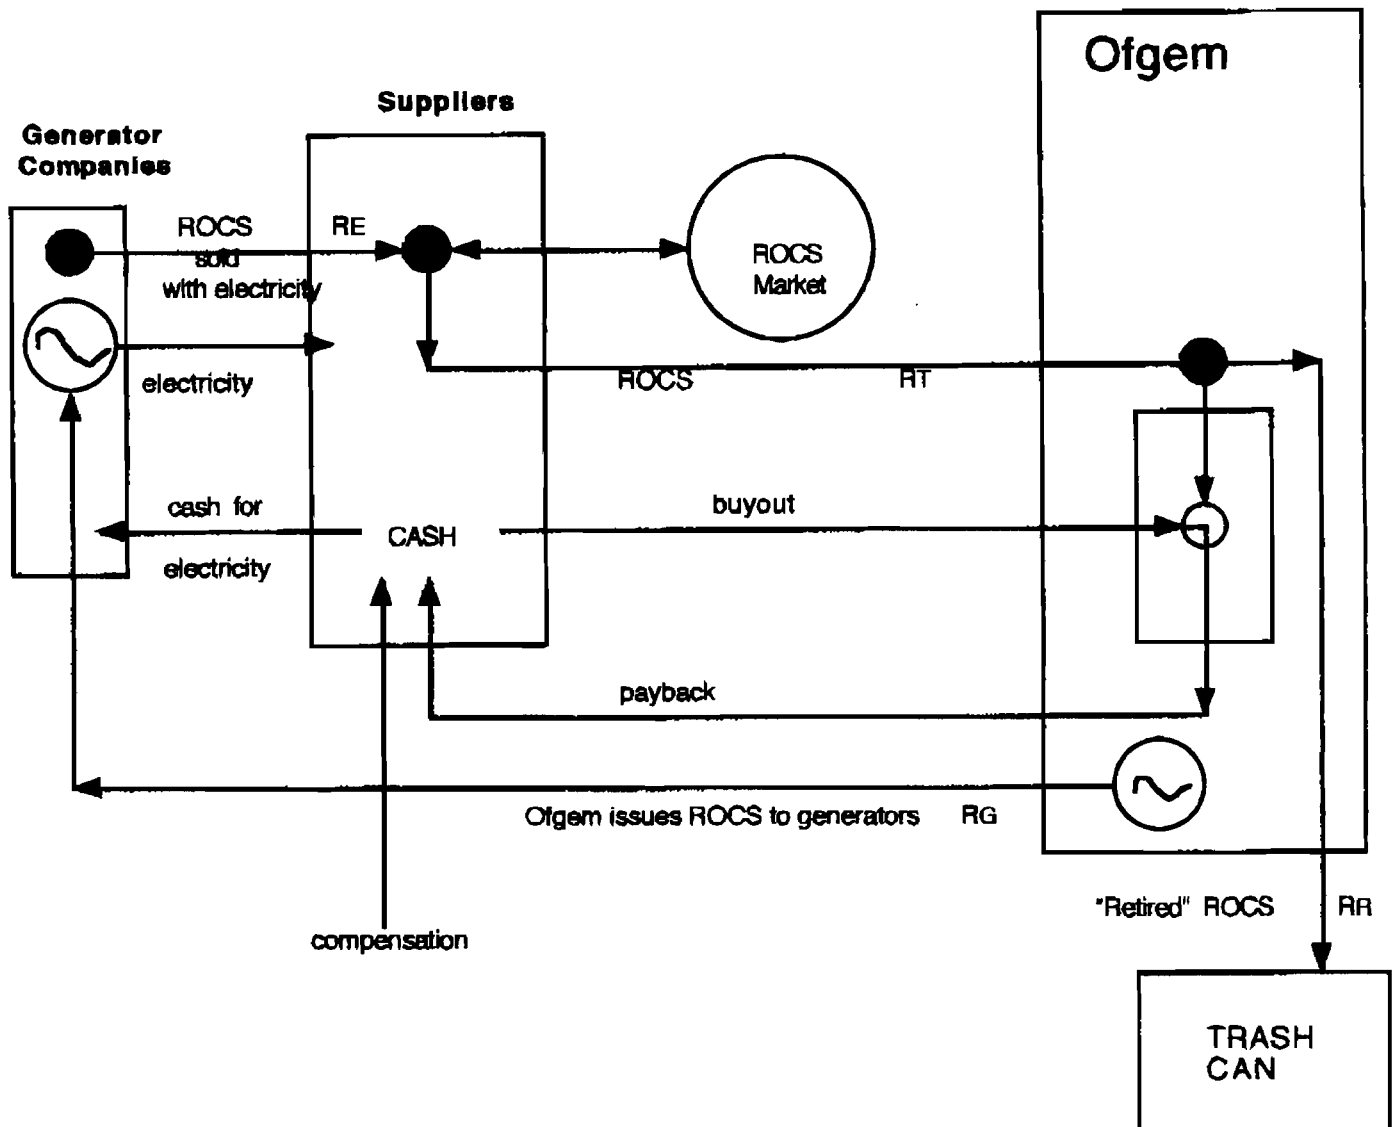 Ofgem
Suppliers
Generator
Companies
ROCS
sold
with electricity
RE
ROCS
Market
electricity
ROCS
RT
cash for
electricity
CASH
buyout
payback
Ofgem issues ROCS to generators
RG
"Retired" ROCS
RR
compensation
TRASH
CAN